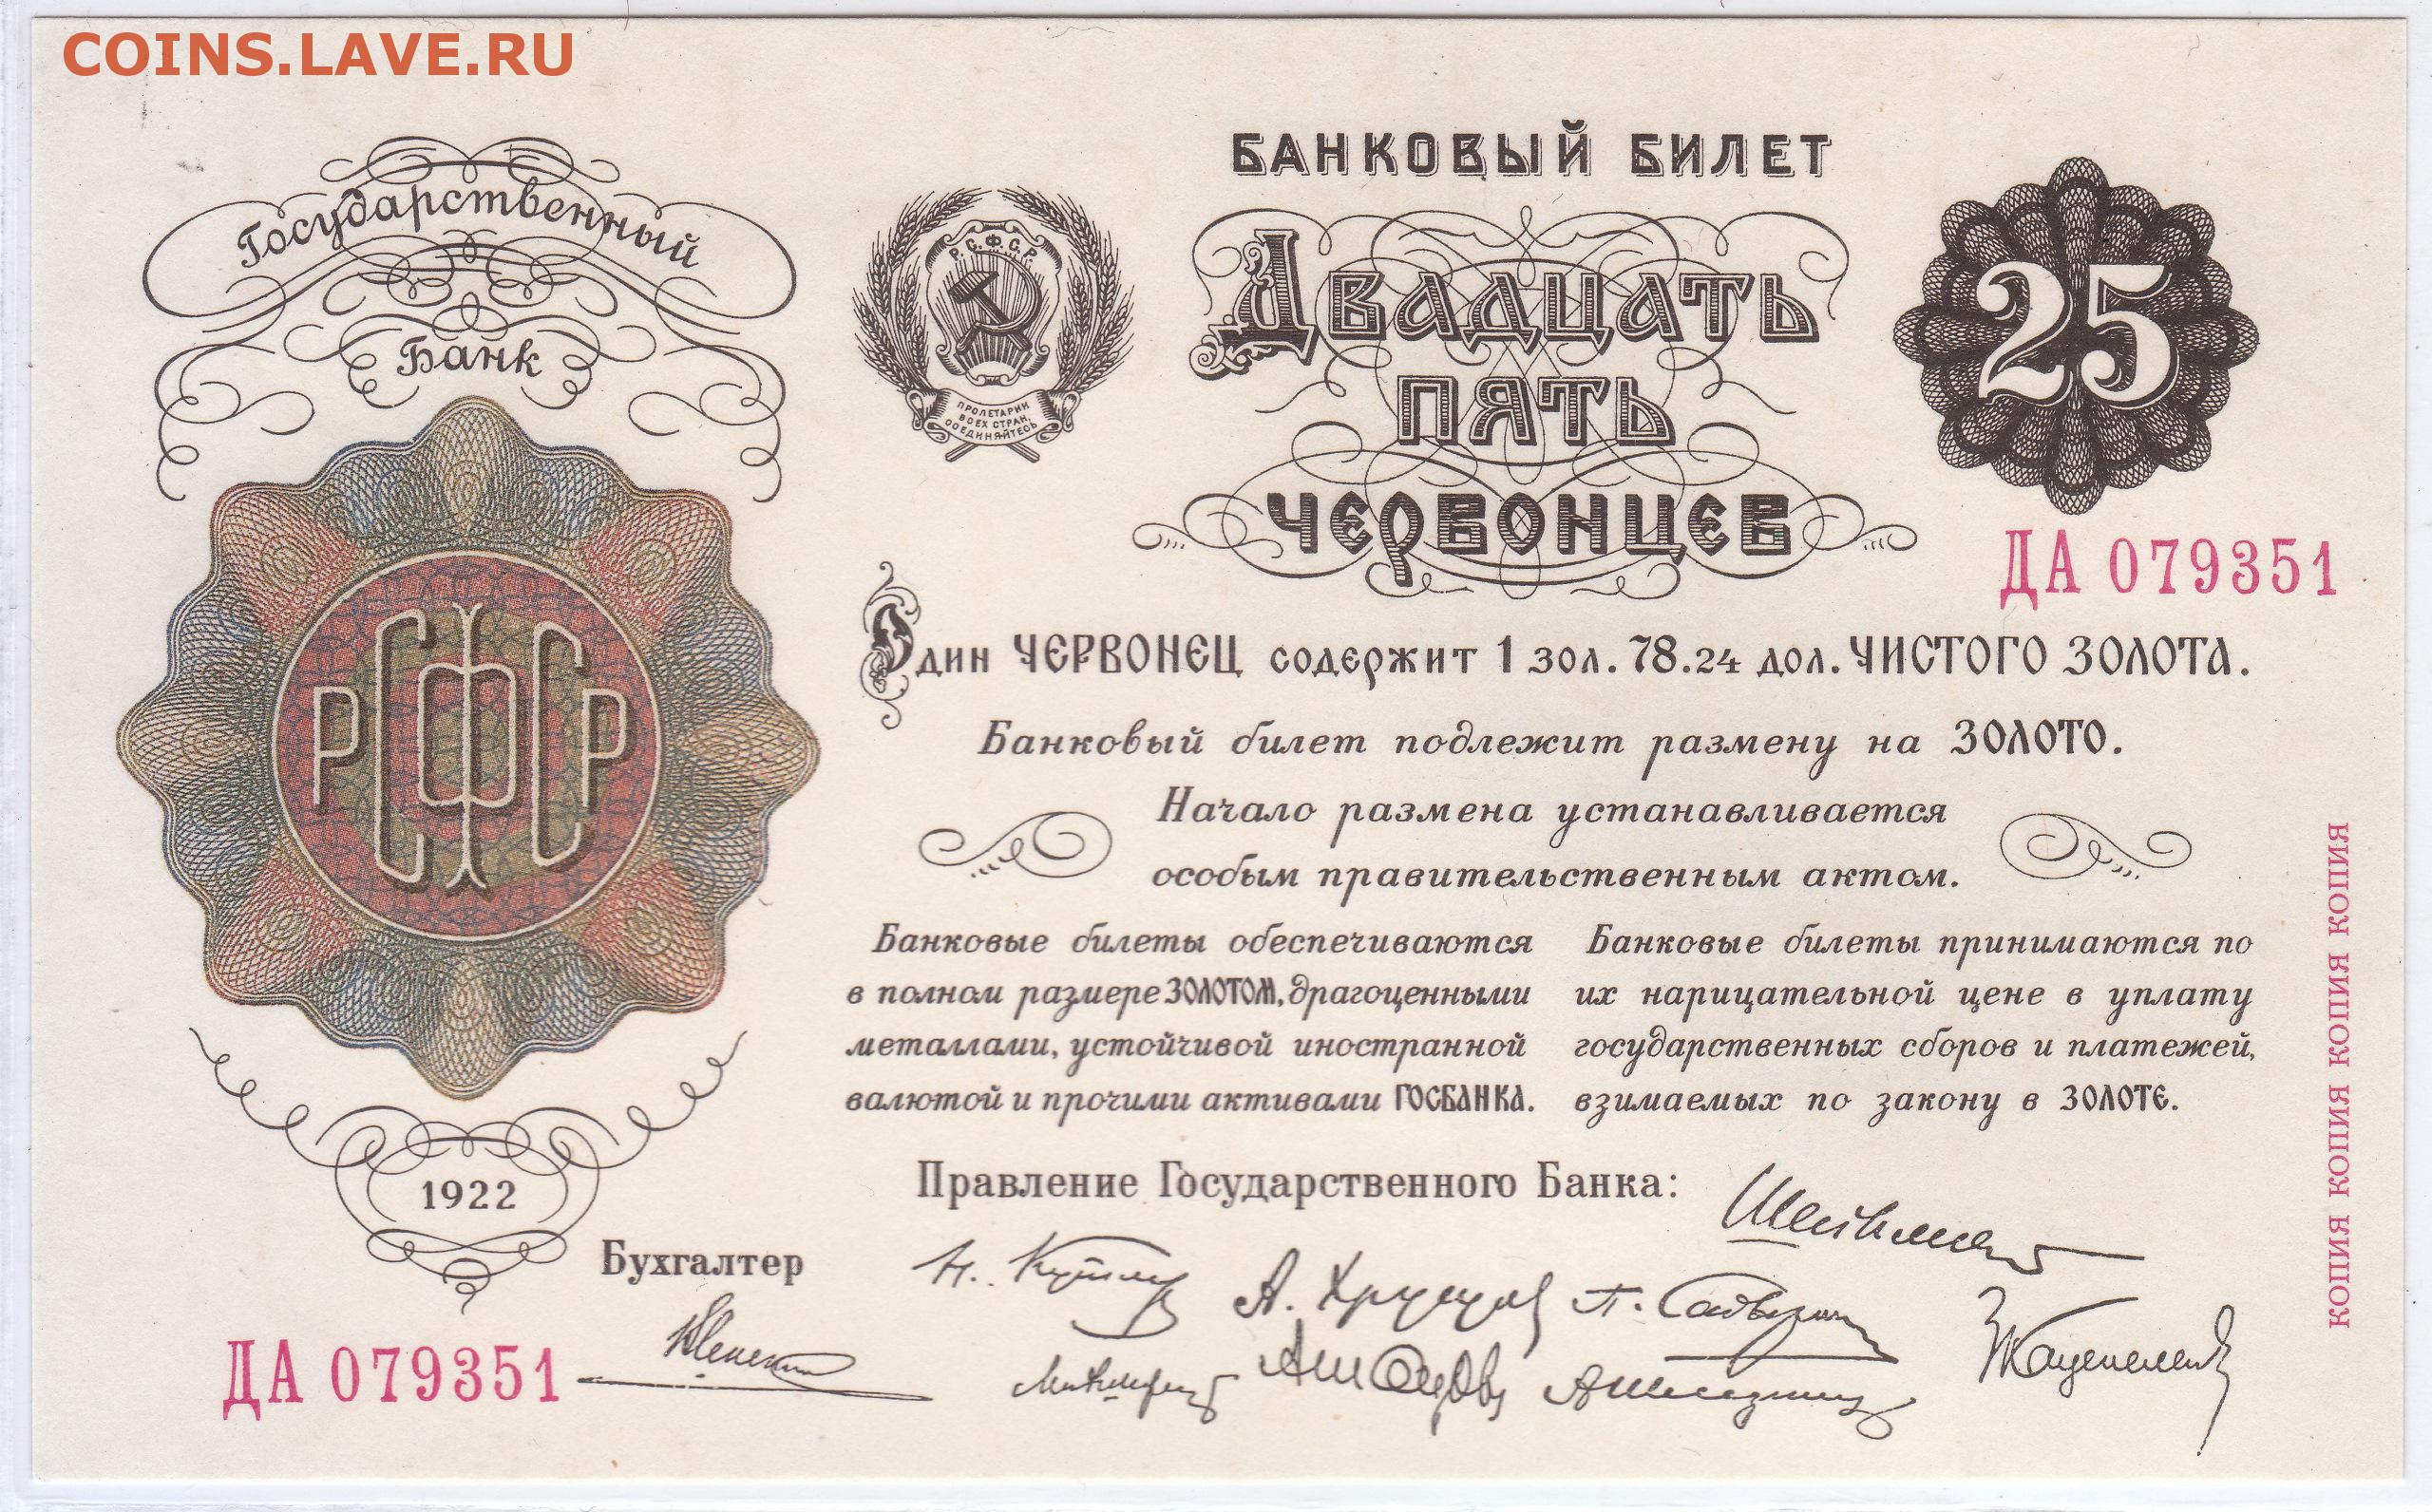 COINS.LAVE.RU
Государственный
Банк
РСФСР
1922
Р.С.Ф.С.Р.
ПРОЛЕТАРИИ
ВСЕХ СТРАН,
СОЕДИНЯЙТЕСЬ
БАНКОВЫЙ БИЛЕТ
Двадцать
пять
червонцев
25
ДА 079351
Один ЧЕРВОНЕЦ содержит 1 зол. 78.24 дол. ЧИСТОГО ЗОЛОТА.
Банковый билет подлежит размену на ЗОЛОТО.
Начало размена устанавливается
особым правительственным актом.
Банковые билеты обеспечиваются
в полном размере ЗОЛОТОМ, драгоценными
металлами, устойчивой иностранной
валютой и прочими активами ГОСБАНКА.
Банковые билеты принимаются по
их нарицательной цене в уплату
государственных сборов и платежей,
взимаемых по закону в ЗОЛОТЕ.
Правление Государственного Банка:
Бухгалтер
ДА 079351
КОПИЯ КОПИЯ КОПИЯ КОПИЯ